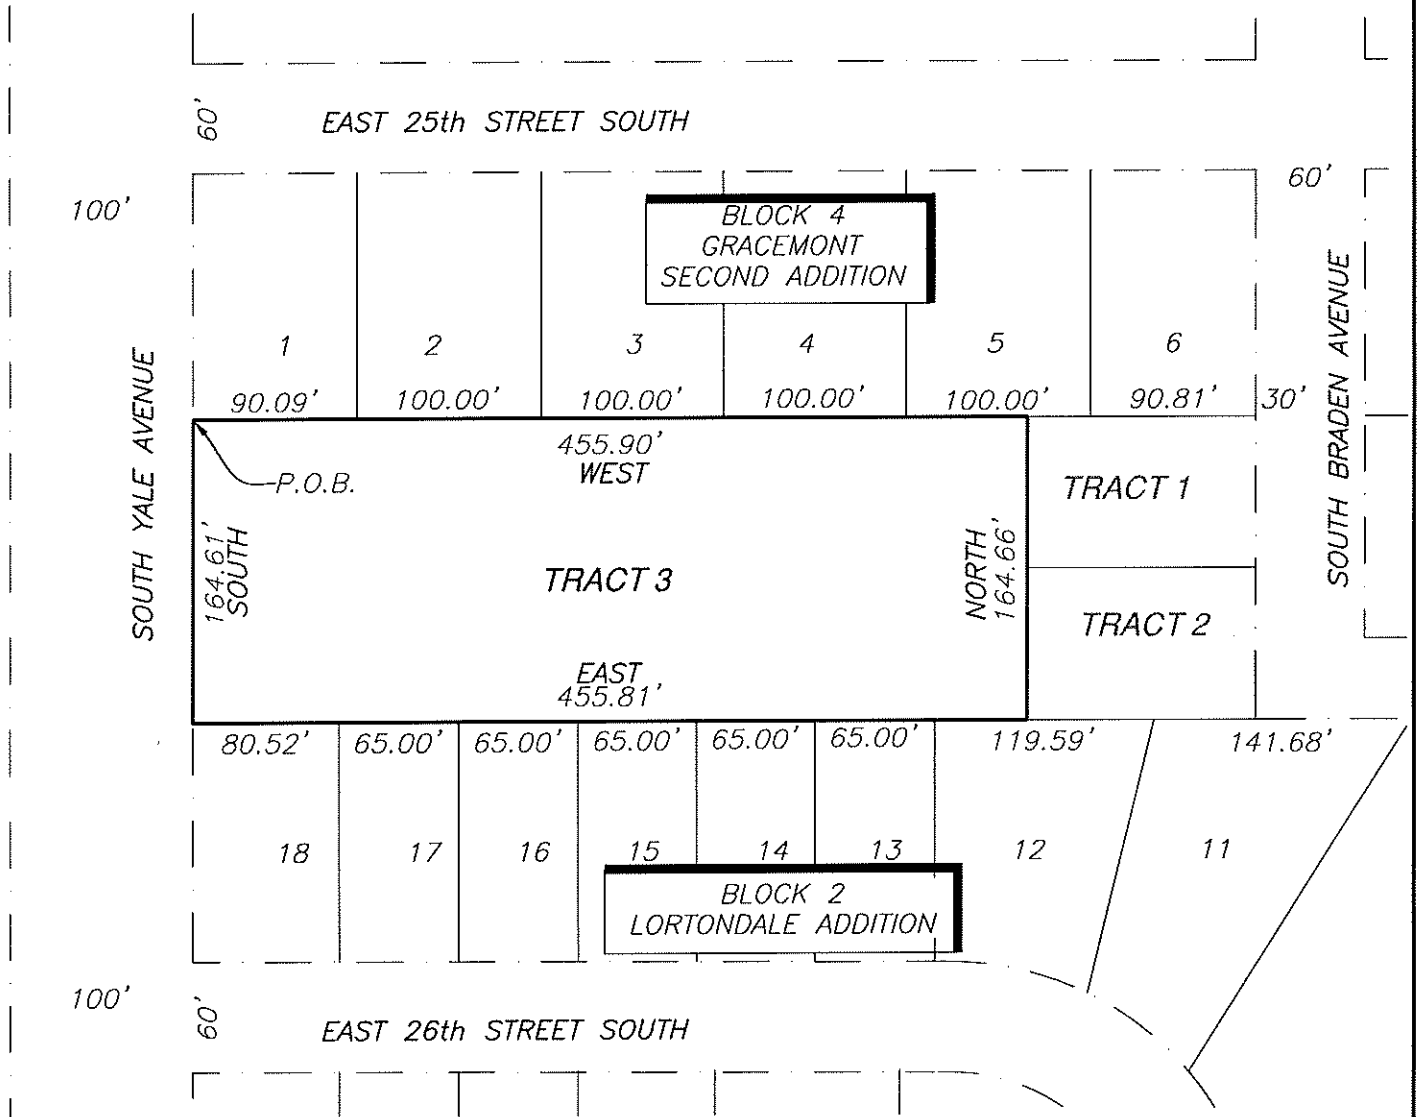 60'
EAST 25th STREET SOUTH
100'
60'
BLOCK 4
GRACEMONT
SECOND ADDITION
1
2
3
4
5
6
90.09'
100.00'
100.00'
100.00'
100.00'
90.81'
30'
SOUTH YALE AVENUE
SOUTH BRADEN AVENUE
455.90'
WEST
P.O.B.
TRACT 1
164.61'
SOUTH
TRACT 3
NORTH
164.66'
TRACT 2
EAST
455.81'
80.52'
65.00'
65.00'
65.00'
65.00'
65.00'
119.59'
141.68'
18
17
16
15
14
13
12
11
BLOCK 2
LORTONDALE ADDITION
100'
60'
EAST 26th STREET SOUTH